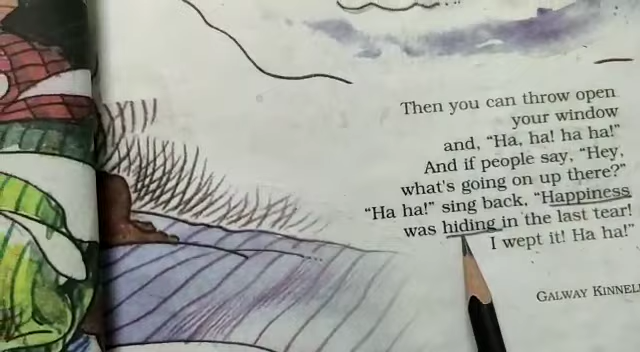 Then you can throw open
your window
and, “Ha, ha! ha ha!”
And if people say, “Hey,
what's going on up there?”
“Ha ha!” sing back, “Happiness
was hiding in the last tear!
I wept it! Ha ha!”
GALWAY KINNELL